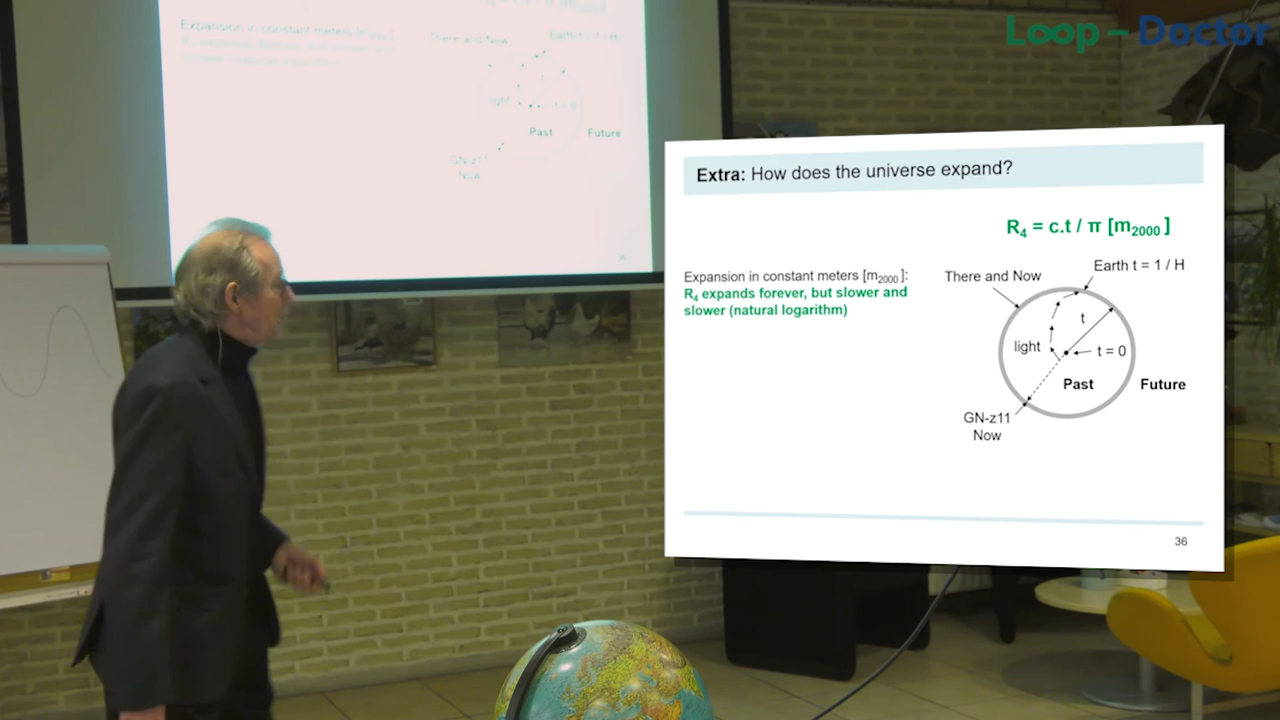 Loop – Doctor
Expansion in constant meters
There and Now
Earth t = 1 / H
light
t = 0
Past
Future
GN-z11
Now
Extra: How does the universe expand?
R4 = c.t / π [m2000 ]
Expansion in constant meters [m2000 ]:
R4 expands forever, but slower and
slower (natural logarithm)
There and Now
Earth t = 1 / H
t
light
t = 0
Past
Future
GN-z11
Now
36